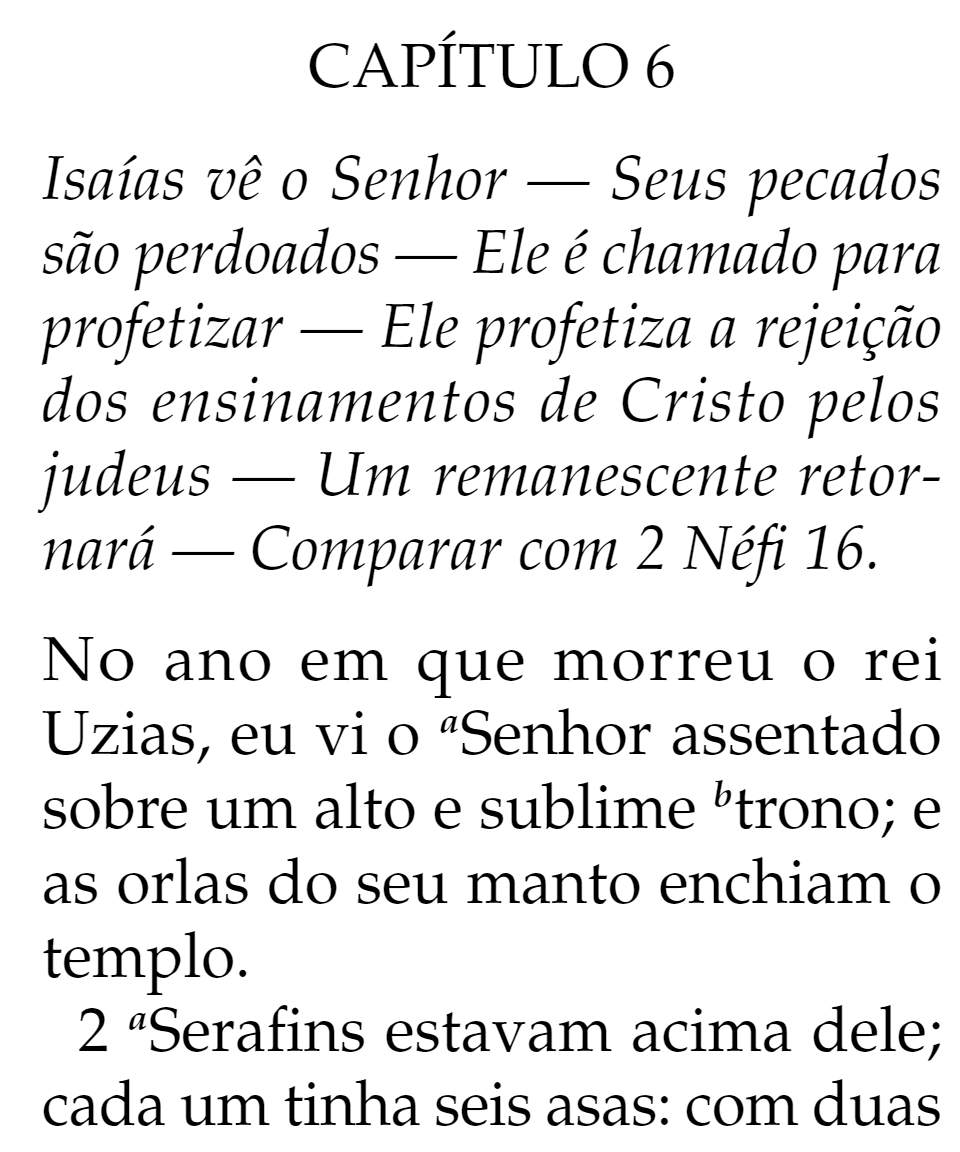 CAPÍTULO 6
Isaías vê o Senhor — Seus pecados
são perdoados — Ele é chamado para
profetizar — Ele profetiza a rejeição
dos ensinamentos de Cristo pelos
judeus — Um remanescente retor-
nará — Comparar com 2 Néfi 16.
No ano em que morreu o rei
Uzias, eu vi o aSenhor assentado
sobre um alto e sublime btrono; e
as orlas do seu manto enchiam o
templo.
2 aSerafins estavam acima dele;
cada um tinha seis asas: com duas